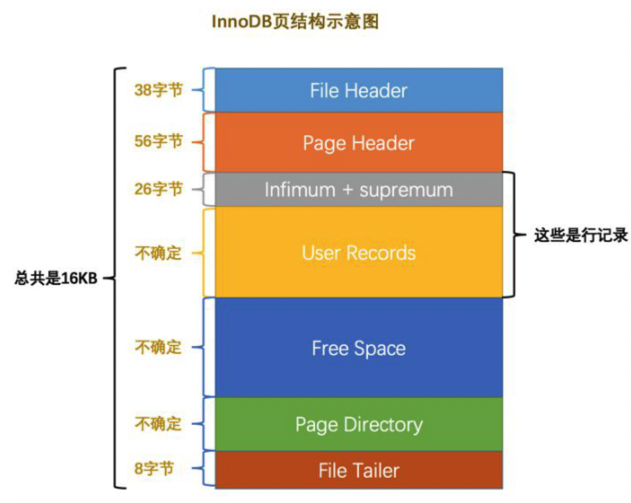 InnoDB页结构示意图
38字节
File Header
56字节
Page Header
26字节
Infimum + supremum
这些是行记录
不确定
User Records
总共是16KB
不确定
Free Space
不确定
Page Directory
8字节
File Tailer